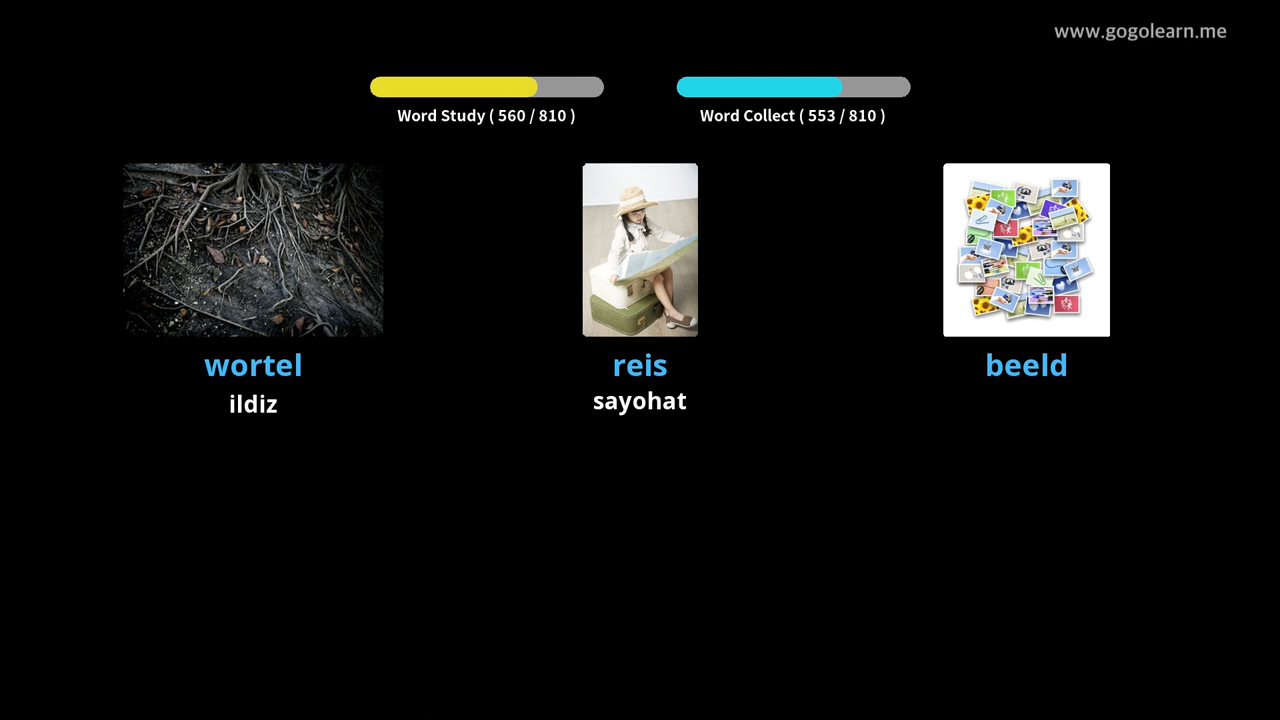 www.gogolearn.me
Word Study ( 560 / 810 )
Word Collect ( 553 / 810 )
wortel
ildiz
reis
sayohat
beeld